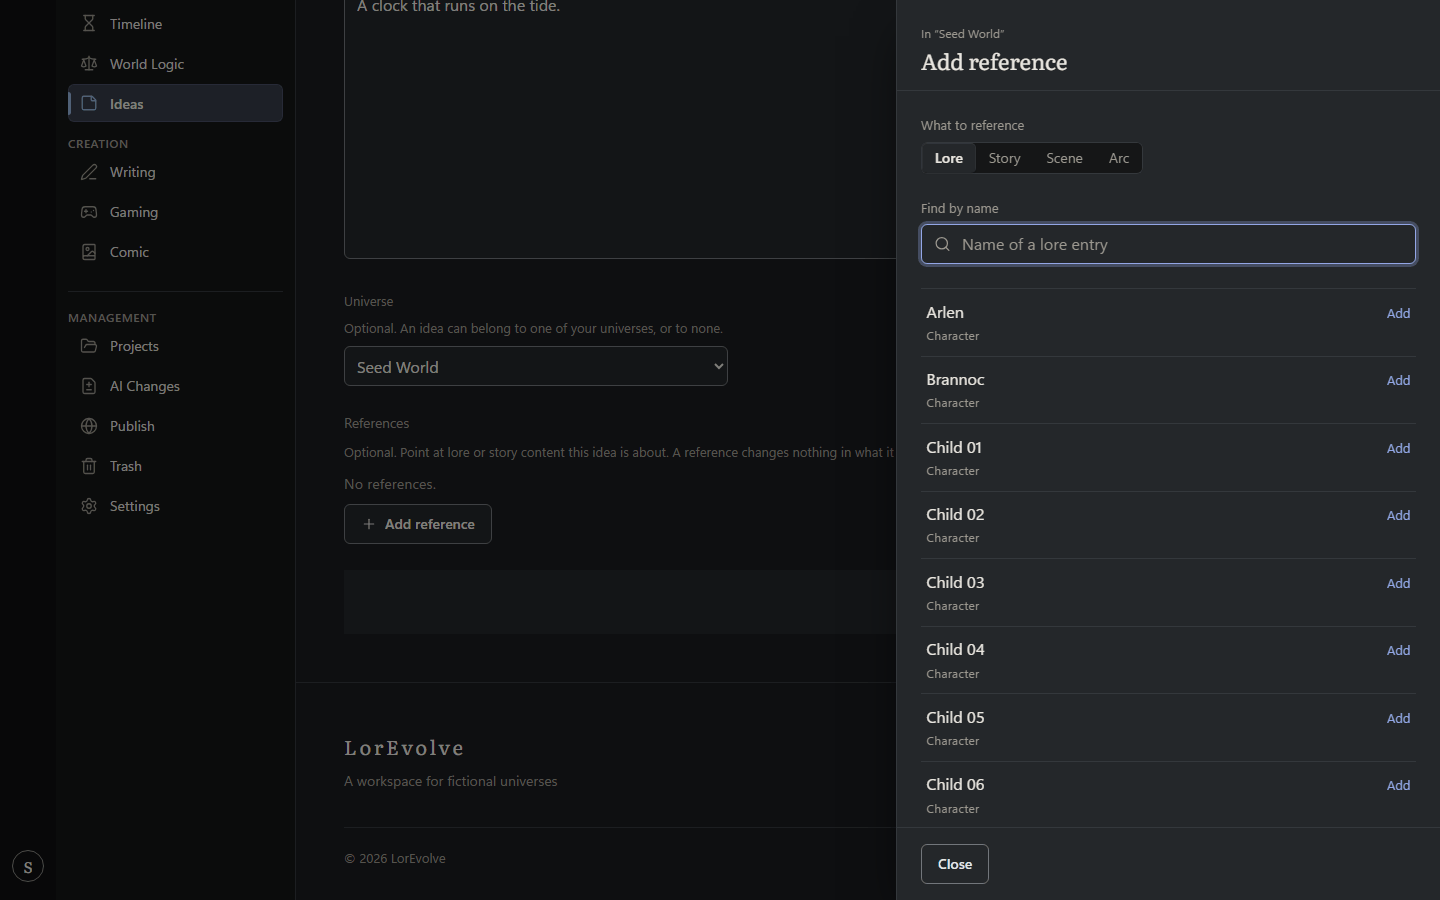 Timeline
World Logic
Ideas
CREATION
Writing
Gaming
Comic
MANAGEMENT
Projects
AI Changes
Publish
Trash
Settings
S
A clock that runs on the tide.
Universe
Optional. An idea can belong to one of your universes, or to none.
Seed World
References
Optional. Point at lore or story content this idea is about. A reference changes nothing in what it
No references.
Add reference
LorEvolve
A workspace for fictional universes
© 2026 LorEvolve
In “Seed World”
Add reference
What to reference
Lore Story Scene Arc
Find by name
Name of a lore entry
Arlen Add
Character
Brannoc Add
Character
Child 01 Add
Character
Child 02 Add
Character
Child 03 Add
Character
Child 04 Add
Character
Child 05 Add
Character
Child 06 Add
Character
Close